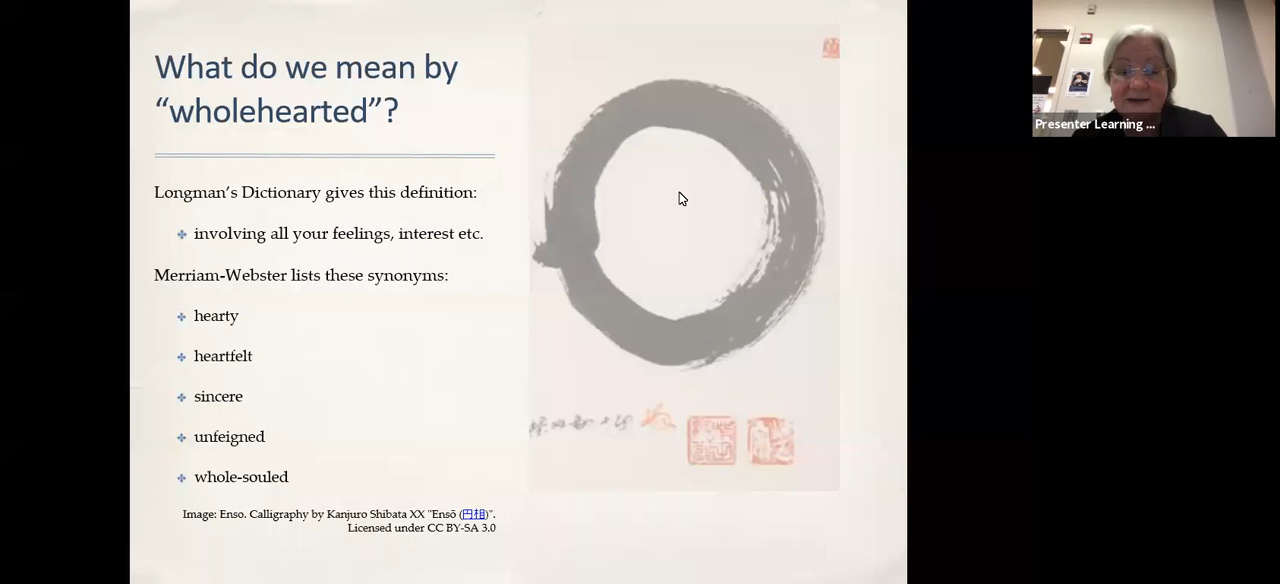 What do we mean by
“wholehearted”?
Longman’s Dictionary gives this definition:
involving all your feelings, interest etc.
Merriam-Webster lists these synonyms:
hearty
heartfelt
sincere
unfeigned
whole-souled
Image: Enso. Calligraphy by Kanjuro Shibata XX "Ensō (円相)".
Licensed under CC BY-SA 3.0
Presenter Learning ...